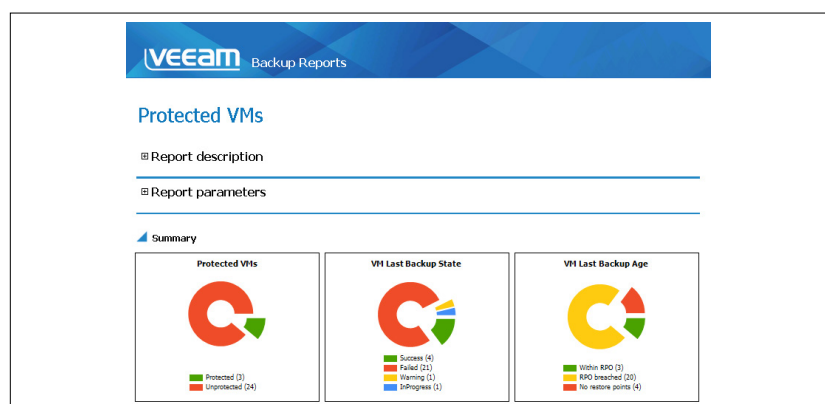 veeam Backup Reports
Protected VMs
Report description
Report parameters
Summary
Protected VMs
Protected (3)
Unprotected (24)
VM Last Backup State
Success (4)
Failed (21)
Warning (1)
InProgress (1)
VM Last Backup Age
Within RPO (3)
RPO breached (20)
No restore points (4)